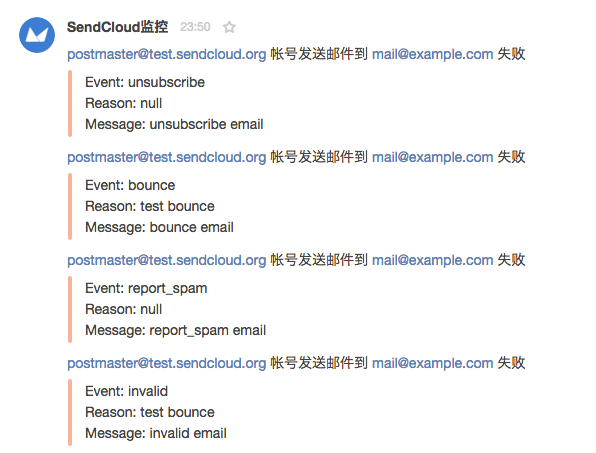 SendCloud监控 23:50
postmaster@test.sendcloud.org 帐号发送邮件到 mail@example.com 失败
Event: unsubscribe
Reason: null
Message: unsubscribe email
postmaster@test.sendcloud.org 帐号发送邮件到 mail@example.com 失败
Event: bounce
Reason: test bounce
Message: bounce email
postmaster@test.sendcloud.org 帐号发送邮件到 mail@example.com 失败
Event: report_spam
Reason: null
Message: report_spam email
postmaster@test.sendcloud.org 帐号发送邮件到 mail@example.com 失败
Event: invalid
Reason: test bounce
Message: invalid email